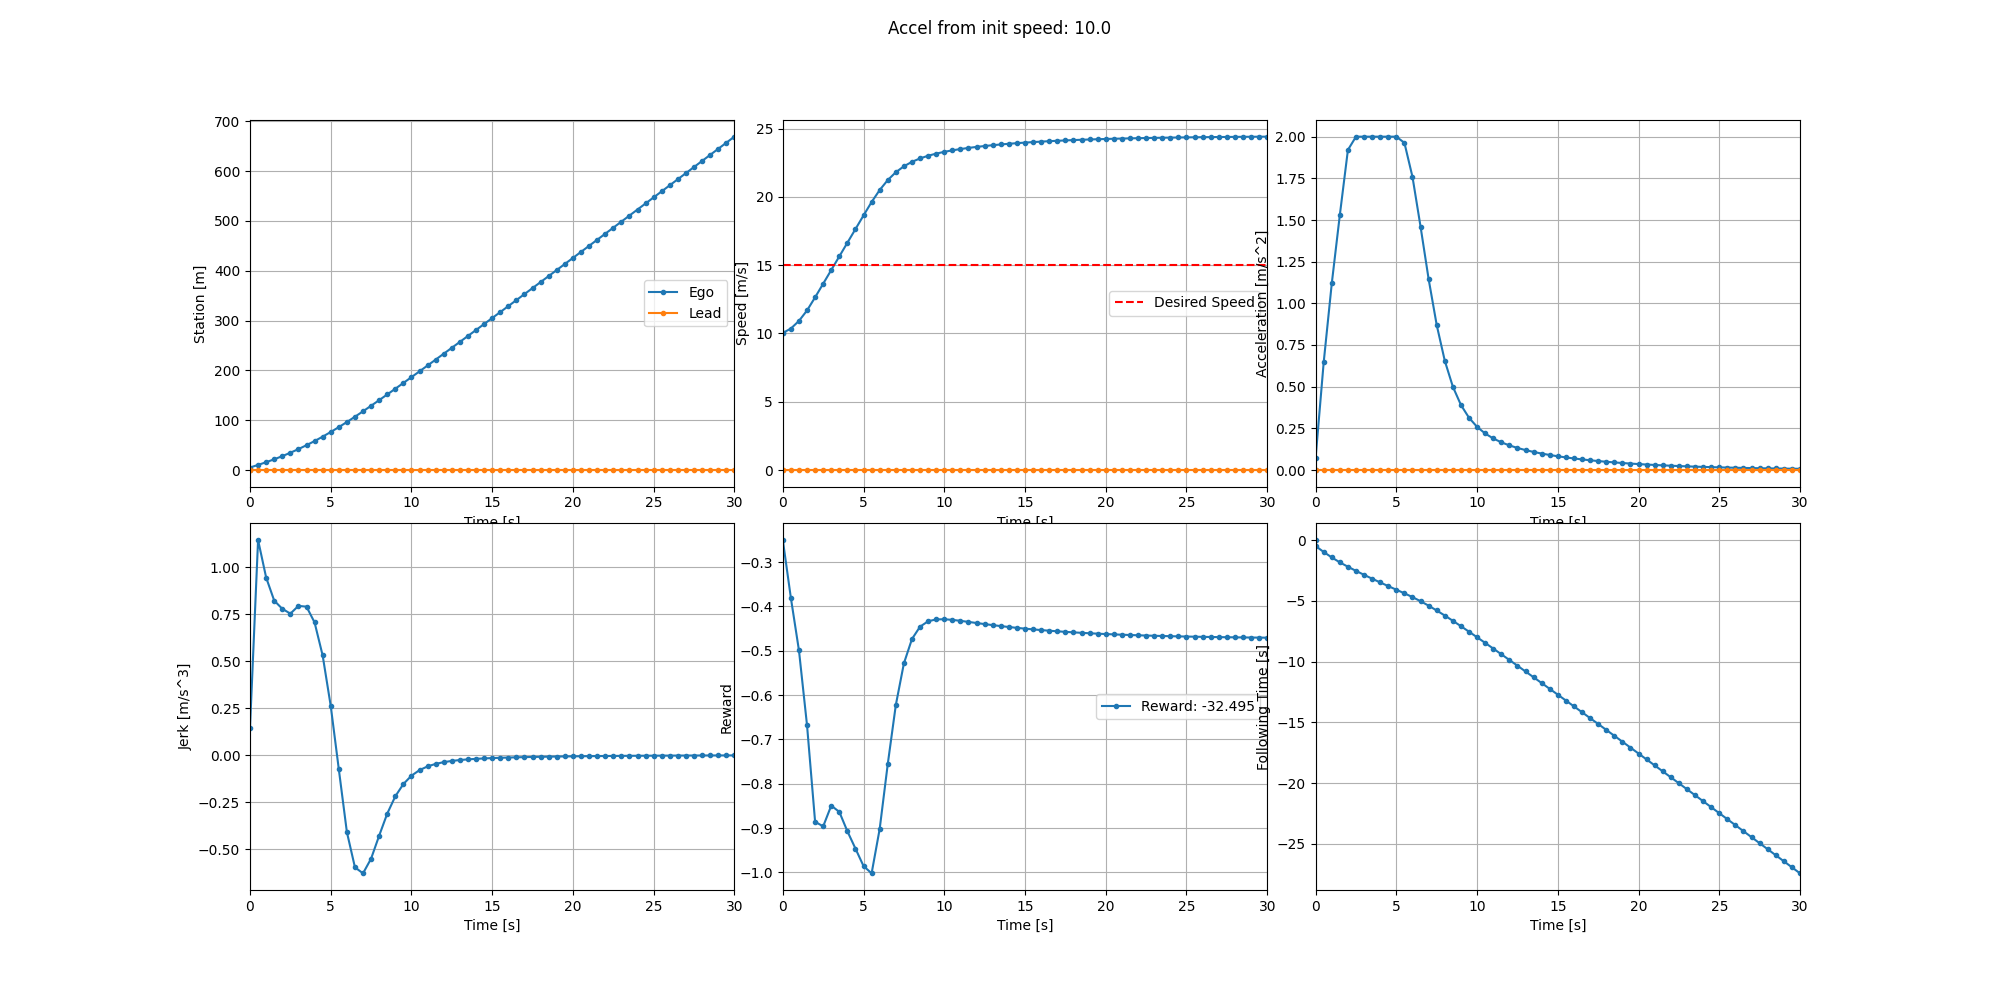 Accel from init speed: 10.0
Station [m]
700
600
500
400
300
200
100
0
0 5 10 15 20 25 30
Time [s]
Ego
Lead
Speed [m/s]
25
20
15
10
5
0
0 5 10 15 20 25 30
Time [s]
Desired Speed
Acceleration [m/s^2]
2.00
1.75
1.50
1.25
1.00
0.75
0.50
0.25
0.00
0 5 10 15 20 25 30
Time [s]
Jerk [m/s^3]
1.00
0.75
0.50
0.25
0.00
−0.25
−0.50
0 5 10 15 20 25 30
Time [s]
Reward
−0.3
−0.4
−0.5
−0.6
−0.7
−0.8
−0.9
−1.0
0 5 10 15 20 25 30
Time [s]
Reward: -32.495
Following Time [s]
0
−5
−10
−15
−20
−25
0 5 10 15 20 25 30
Time [s]